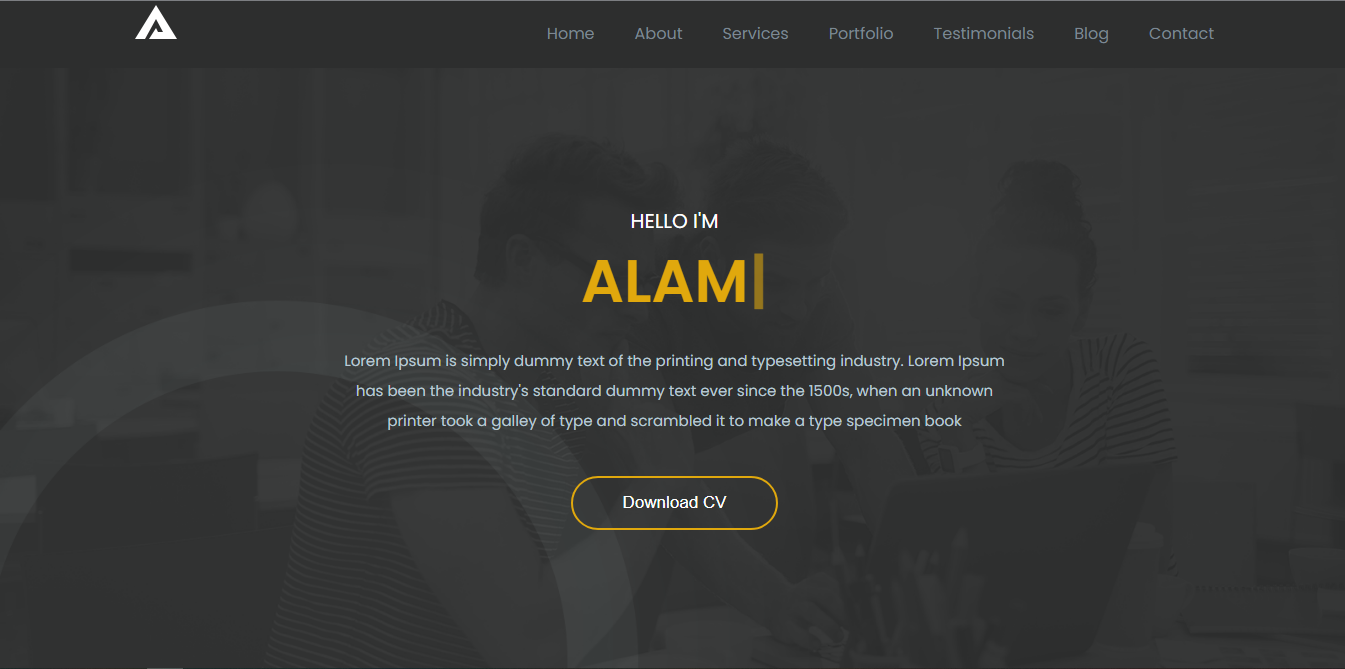 Home About Services Portfolio Testimonials Blog Contact
HELLO I'M
ALAM
Lorem Ipsum is simply dummy text of the printing and typesetting industry. Lorem Ipsum
has been the industry's standard dummy text ever since the 1500s, when an unknown
printer took a galley of type and scrambled it to make a type specimen book
Download CV